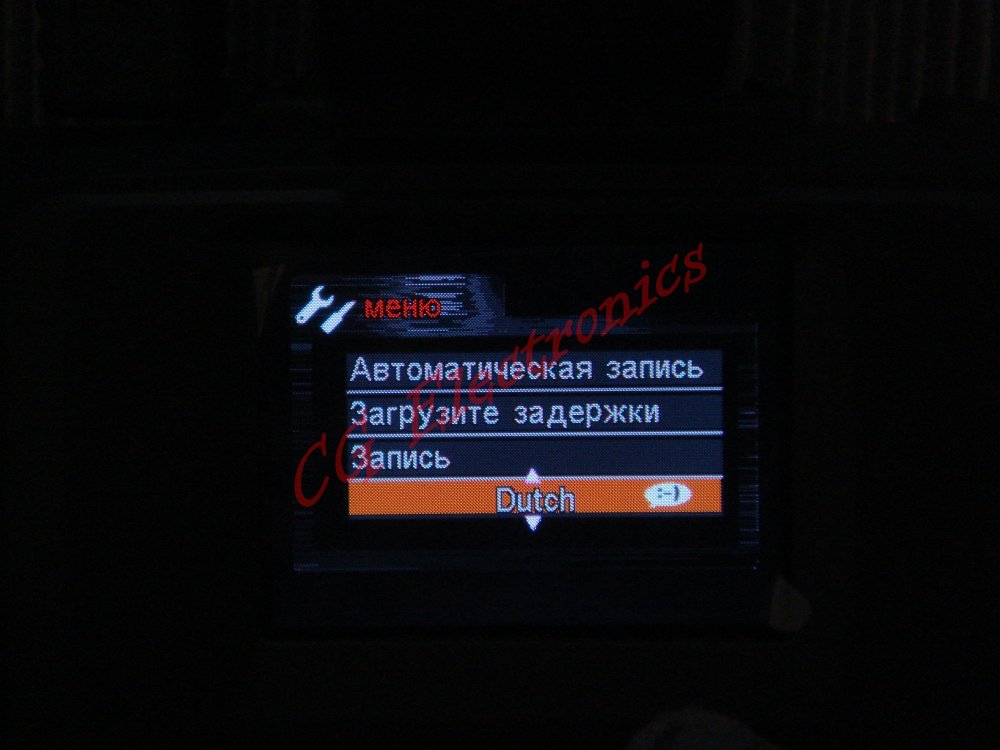 меню
Автоматическая запись
Загрузите задержки
Запись
Dutch :-)
CG Electronics